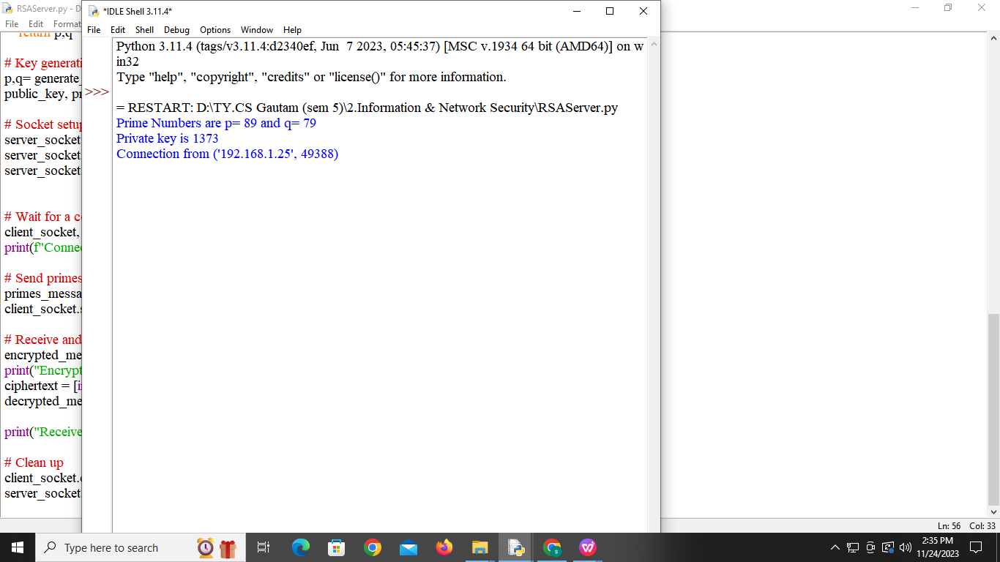 RSAServer.py - D
File Edit Format
return p,q
# Key generati
p,q= generate_
public_key, pr
# Socket setup
server_socket
server_socket
server_socket
# Wait for a c
client_socket,
print(f"Connec
# Send primes
primes_messa
client_socket.s
# Receive and
encrypted_me
print("Encrypt
ciphertext = [i
decrypted_me
print("Receive
# Clean up
client_socket.c
server_socket
*IDLE Shell 3.11.4*
File Edit Shell Debug Options Window Help
Python 3.11.4 (tags/v3.11.4:d2340ef, Jun  7 2023, 05:45:37) [MSC v.1934 64 bit (AMD64)] on w
in32
Type "help", "copyright", "credits" or "license()" for more information.
>>>
= RESTART: D:\TY.CS Gautam (sem 5)\2.Information & Network Security\RSAServer.py
Prime Numbers are p= 89 and q= 79
Private key is 1373
Connection from ('192.168.1.25', 49388)
Ln: 56 Col: 33
Type here to search
2:35 PM
11/24/2023